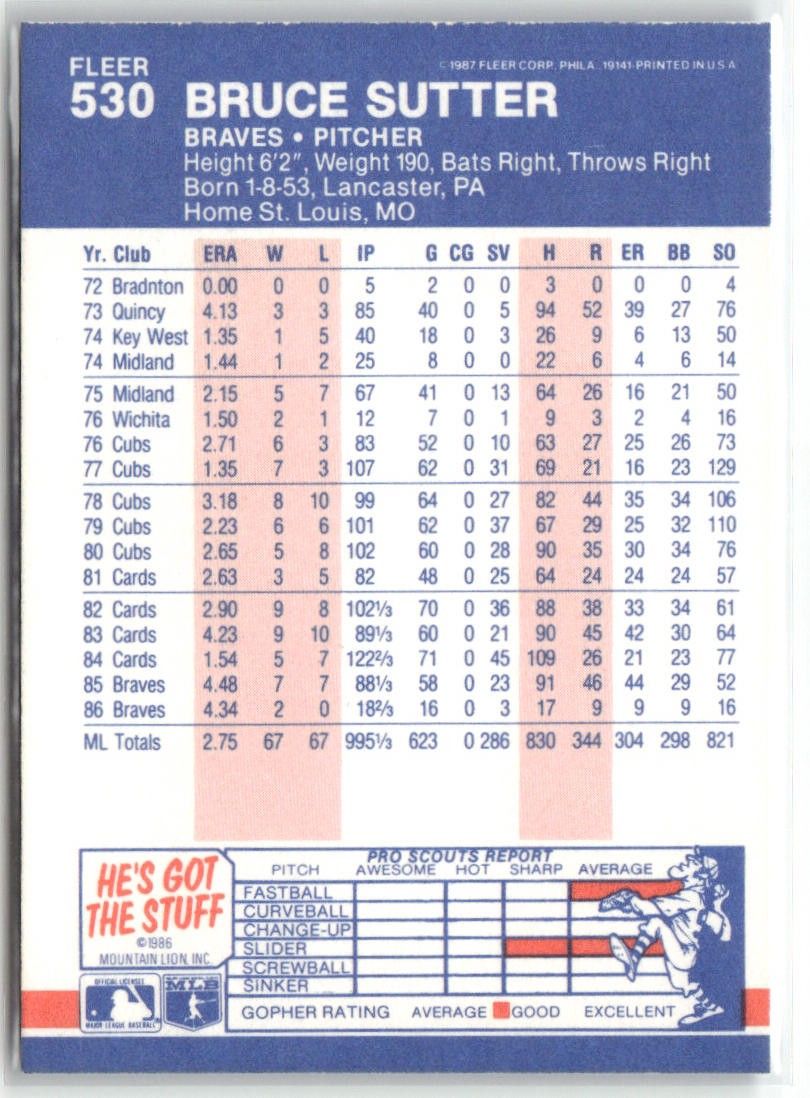 FLEER
© 1987 FLEER CORP. PHILA. 19141-PRINTED IN U S A
530 BRUCE SUTTER
BRAVES • PITCHER
Height 6'2", Weight 190, Bats Right, Throws Right
Born 1-8-53, Lancaster, PA
Home St. Louis, MO
Yr. Club ERA W L IP G CG SV H R ER BB SO
72 Bradnton 0.00 0 0 5 2 0 0 3 0 0 0 4
73 Quincy 4.13 3 3 85 40 0 5 94 52 39 27 76
74 Key West 1.35 1 5 40 18 0 3 26 9 6 13 50
74 Midland 1.44 1 2 25 8 0 0 22 6 4 6 14
75 Midland 2.15 5 7 67 41 0 13 64 26 16 21 50
76 Wichita 1.50 2 1 12 7 0 1 9 3 2 4 16
76 Cubs 2.71 6 3 83 52 0 10 63 27 25 26 73
77 Cubs 1.35 7 3 107 62 0 31 69 21 16 23 129
78 Cubs 3.18 8 10 99 64 0 27 82 44 35 34 106
79 Cubs 2.23 6 6 101 62 0 37 67 29 25 32 110
80 Cubs 2.65 5 8 102 60 0 28 90 35 30 34 76
81 Cards 2.63 3 5 82 48 0 25 64 24 24 24 57
82 Cards 2.90 9 8 102⅓ 70 0 36 88 38 33 34 61
83 Cards 4.23 9 10 89⅓ 60 0 21 90 45 42 30 64
84 Cards 1.54 5 7 122⅔ 71 0 45 109 26 21 23 77
85 Braves 4.48 7 7 88⅓ 58 0 23 91 46 44 29 52
86 Braves 4.34 2 0 18⅔ 16 0 3 17 9 9 9 16
ML Totals 2.75 67 67 995⅓ 623 0 286 830 344 304 298 821
HE'S GOT
THE STUFF
©1986
MOUNTAIN LION, INC.
OFFICIAL LICENSEE
MAJOR LEAGUE BASEBALL
MLB
PRO SCOUTS REPORT
PITCH AWESOME HOT SHARP AVERAGE
FASTBALL
CURVEBALL
CHANGE-UP
SLIDER
SCREWBALL
SINKER
GOPHER RATING AVERAGE GOOD EXCELLENT